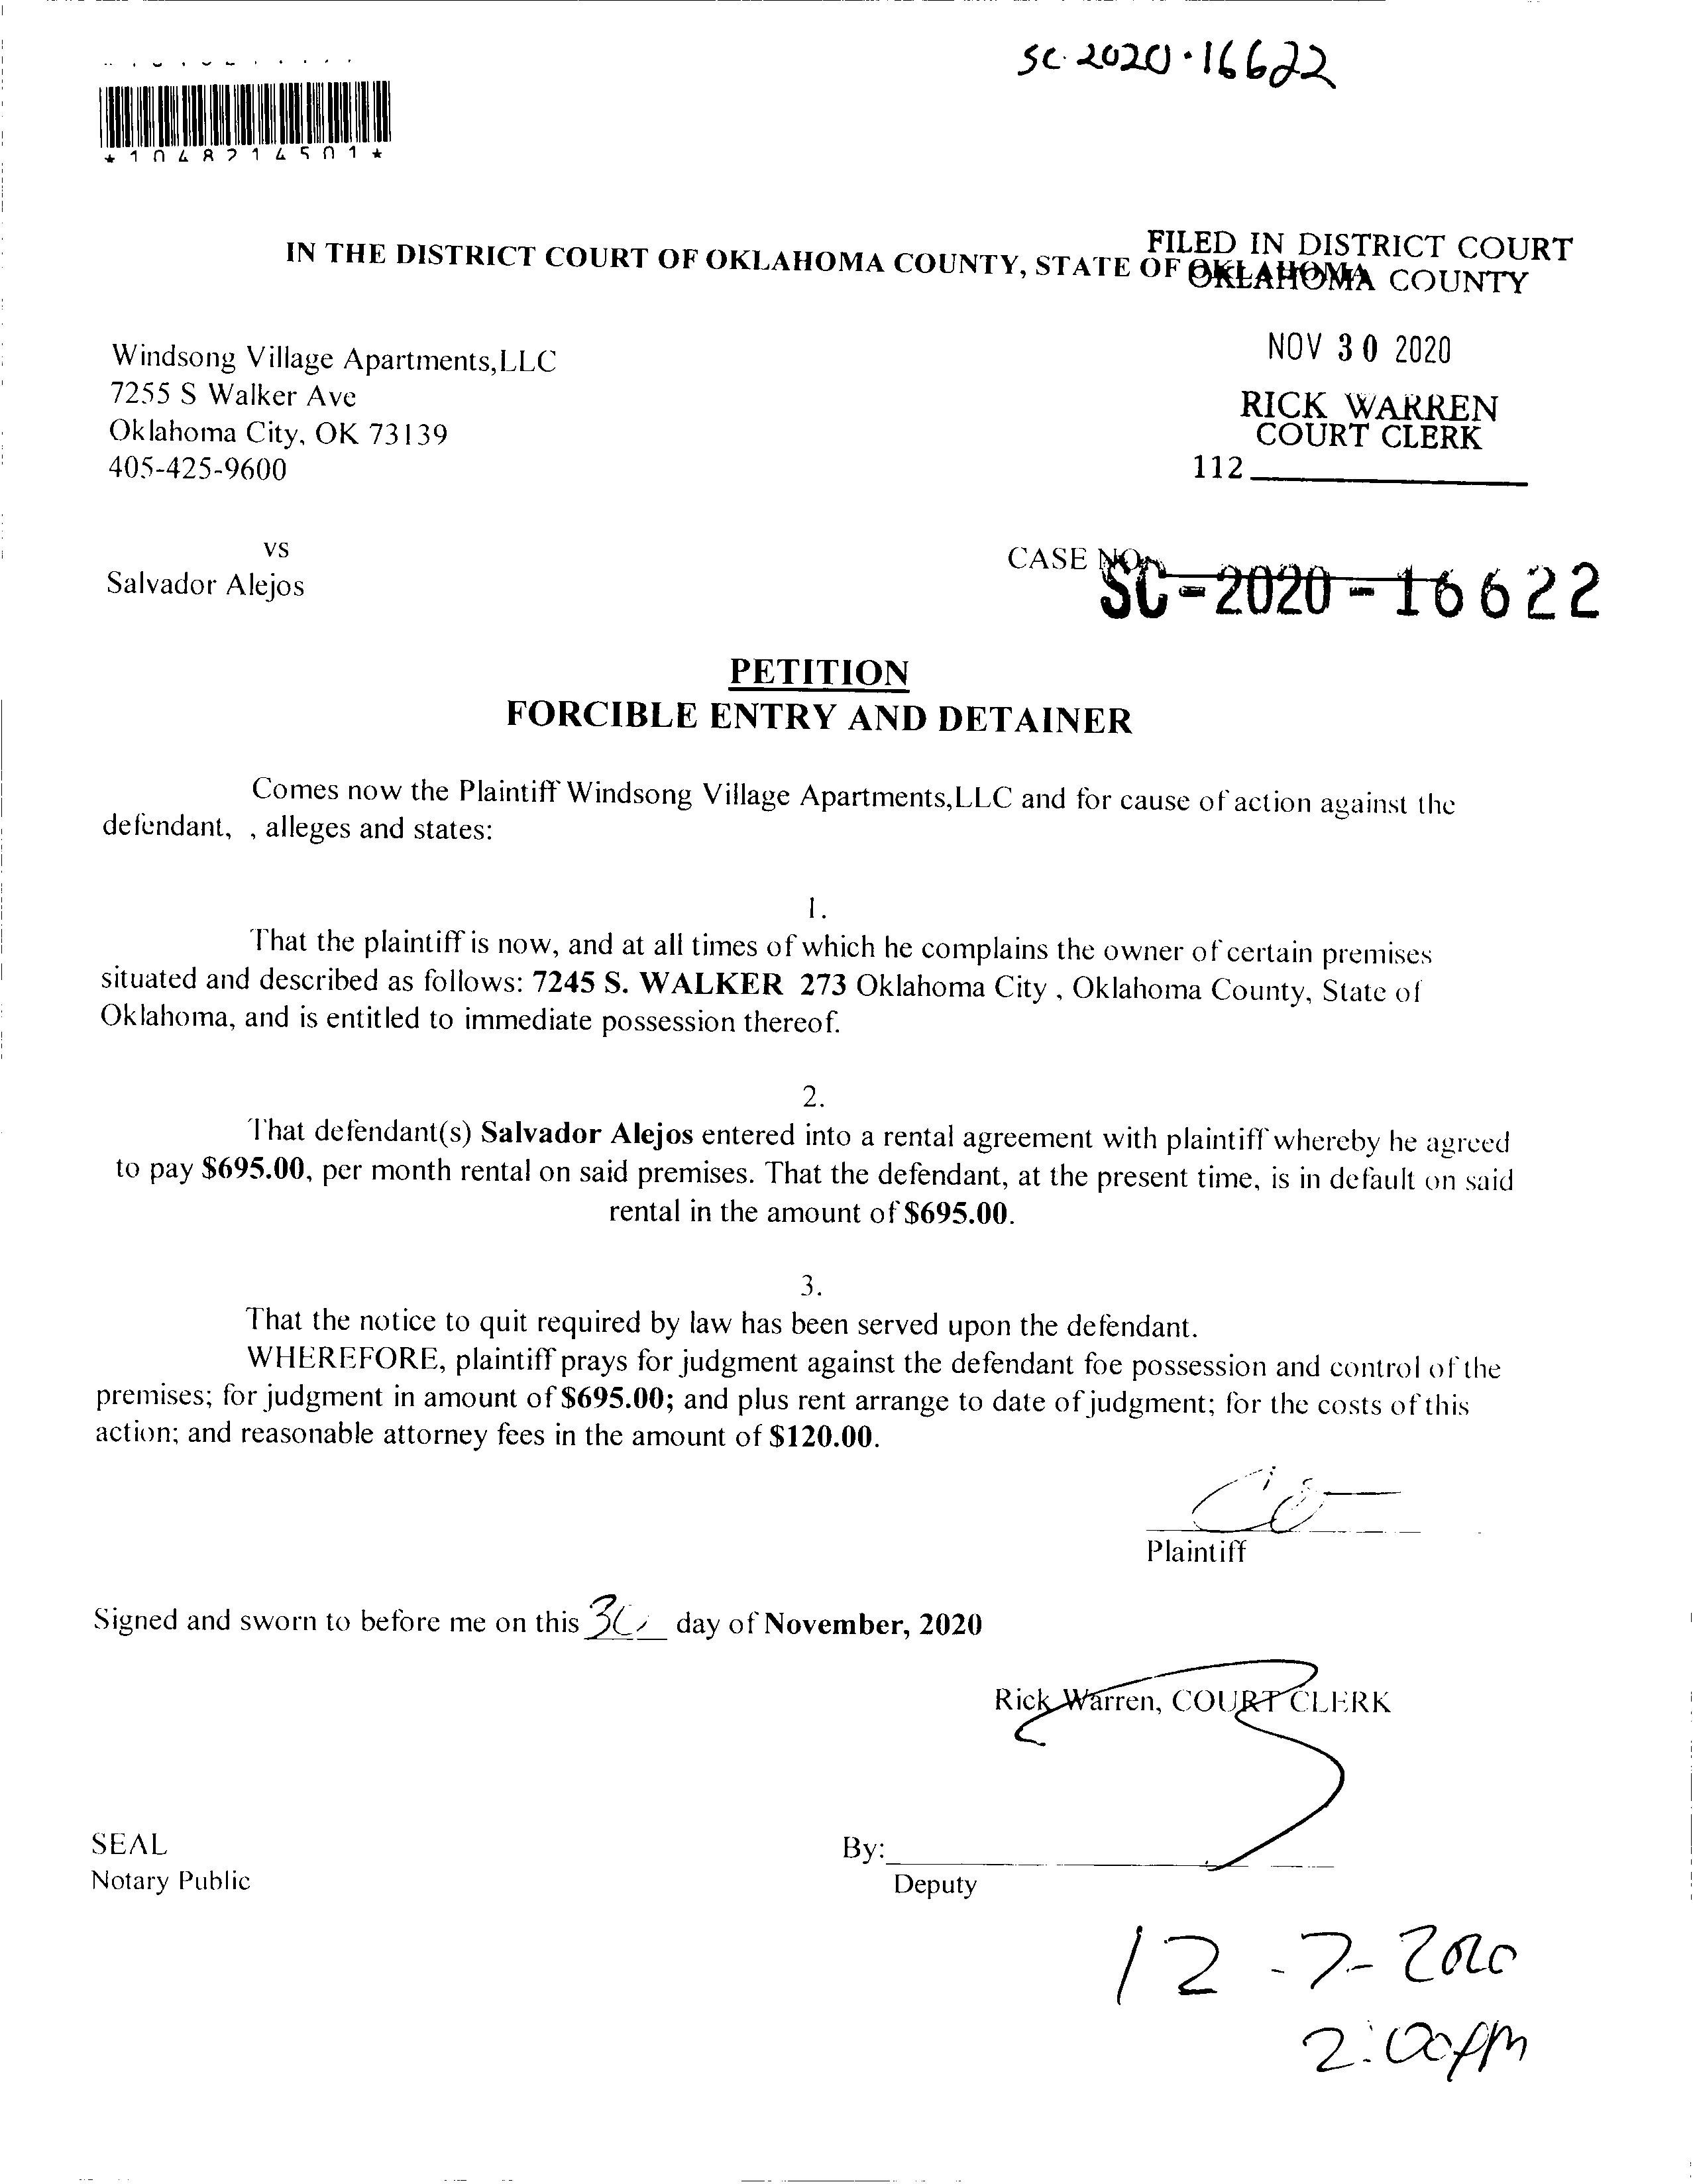 SC-2020-16622
*1048214501*
FILED IN DISTRICT COURT
OKLAHOMA COUNTY
IN THE DISTRICT COURT OF OKLAHOMA COUNTY, STATE OF OKLAHOMA
NOV 30 2020
RICK WARREN
COURT CLERK
112
Windsong Village Apartments,LLC
7255 S Walker Ave
Oklahoma City, OK 73139
405-425-9600
vs
Salvador Alejos
CASE NO.
SC-2020-16622
PETITION
FORCIBLE ENTRY AND DETAINER
Comes now the Plaintiff Windsong Village Apartments,LLC and for cause of action against the
defendant, , alleges and states:
1.
That the plaintiff is now, and at all times of which he complains the owner of certain premises
situated and described as follows: 7245 S. WALKER 273 Oklahoma City , Oklahoma County, State of
Oklahoma, and is entitled to immediate possession thereof.
2.
That defendant(s) Salvador Alejos entered into a rental agreement with plaintiff whereby he agreed
to pay $695.00, per month rental on said premises. That the defendant, at the present time, is in default on said
rental in the amount of $695.00.
3.
That the notice to quit required by law has been served upon the defendant.
WHEREFORE, plaintiff prays for judgment against the defendant foe possession and control of the
premises; for judgment in amount of $695.00; and plus rent arrange to date of judgment; for the costs of this
action; and reasonable attorney fees in the amount of $120.00.
Plaintiff
Signed and sworn to before me on this 30 day of November, 2020
Rick Warren, COURT CLERK
SEAL
Notary Public
By:
Deputy
12-7-2020
2:00pm